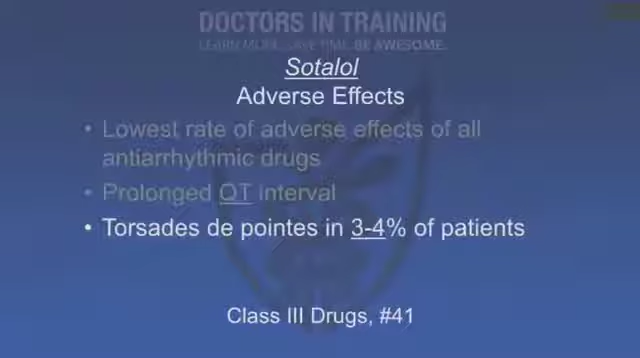 DOCTORS IN TRAINING
LEARN MORE. SAVE TIME. BE AWESOME.
Sotalol
Adverse Effects
• Lowest rate of adverse effects of all
antiarrhythmic drugs
• Prolonged QT interval
• Torsades de pointes in 3-4% of patients
Class III Drugs, #41